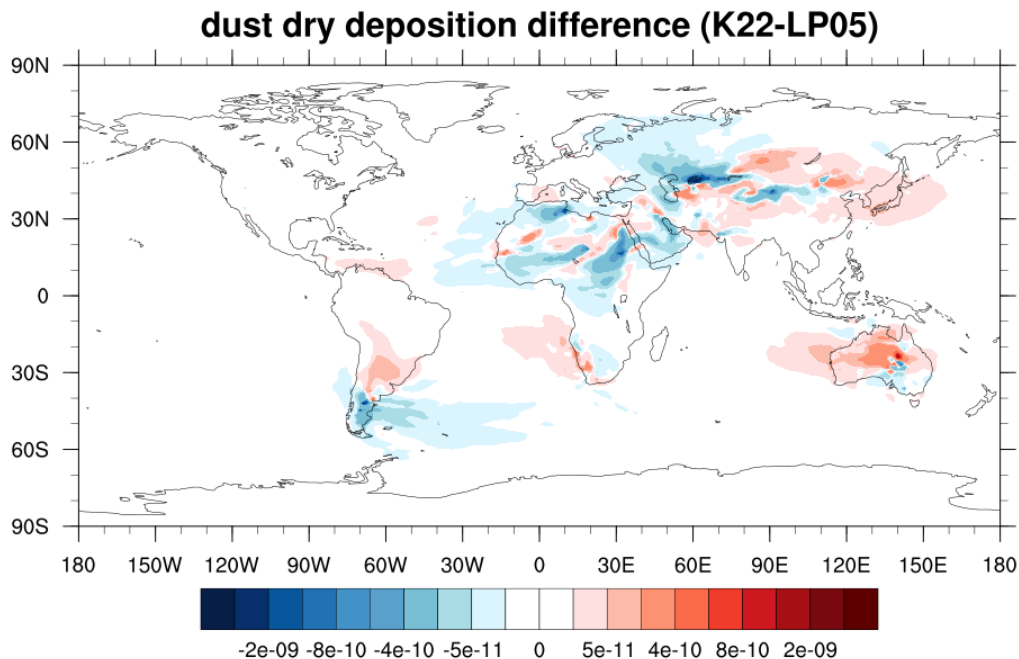 dust dry deposition difference (K22-LP05)
90N
60N
30N
0
30S
60S
90S
180 150W 120W 90W 60W 30W 0 30E 60E 90E 120E 150E 180
-2e-09 -8e-10 -4e-10 -5e-11 0 5e-11 4e-10 8e-10 2e-09